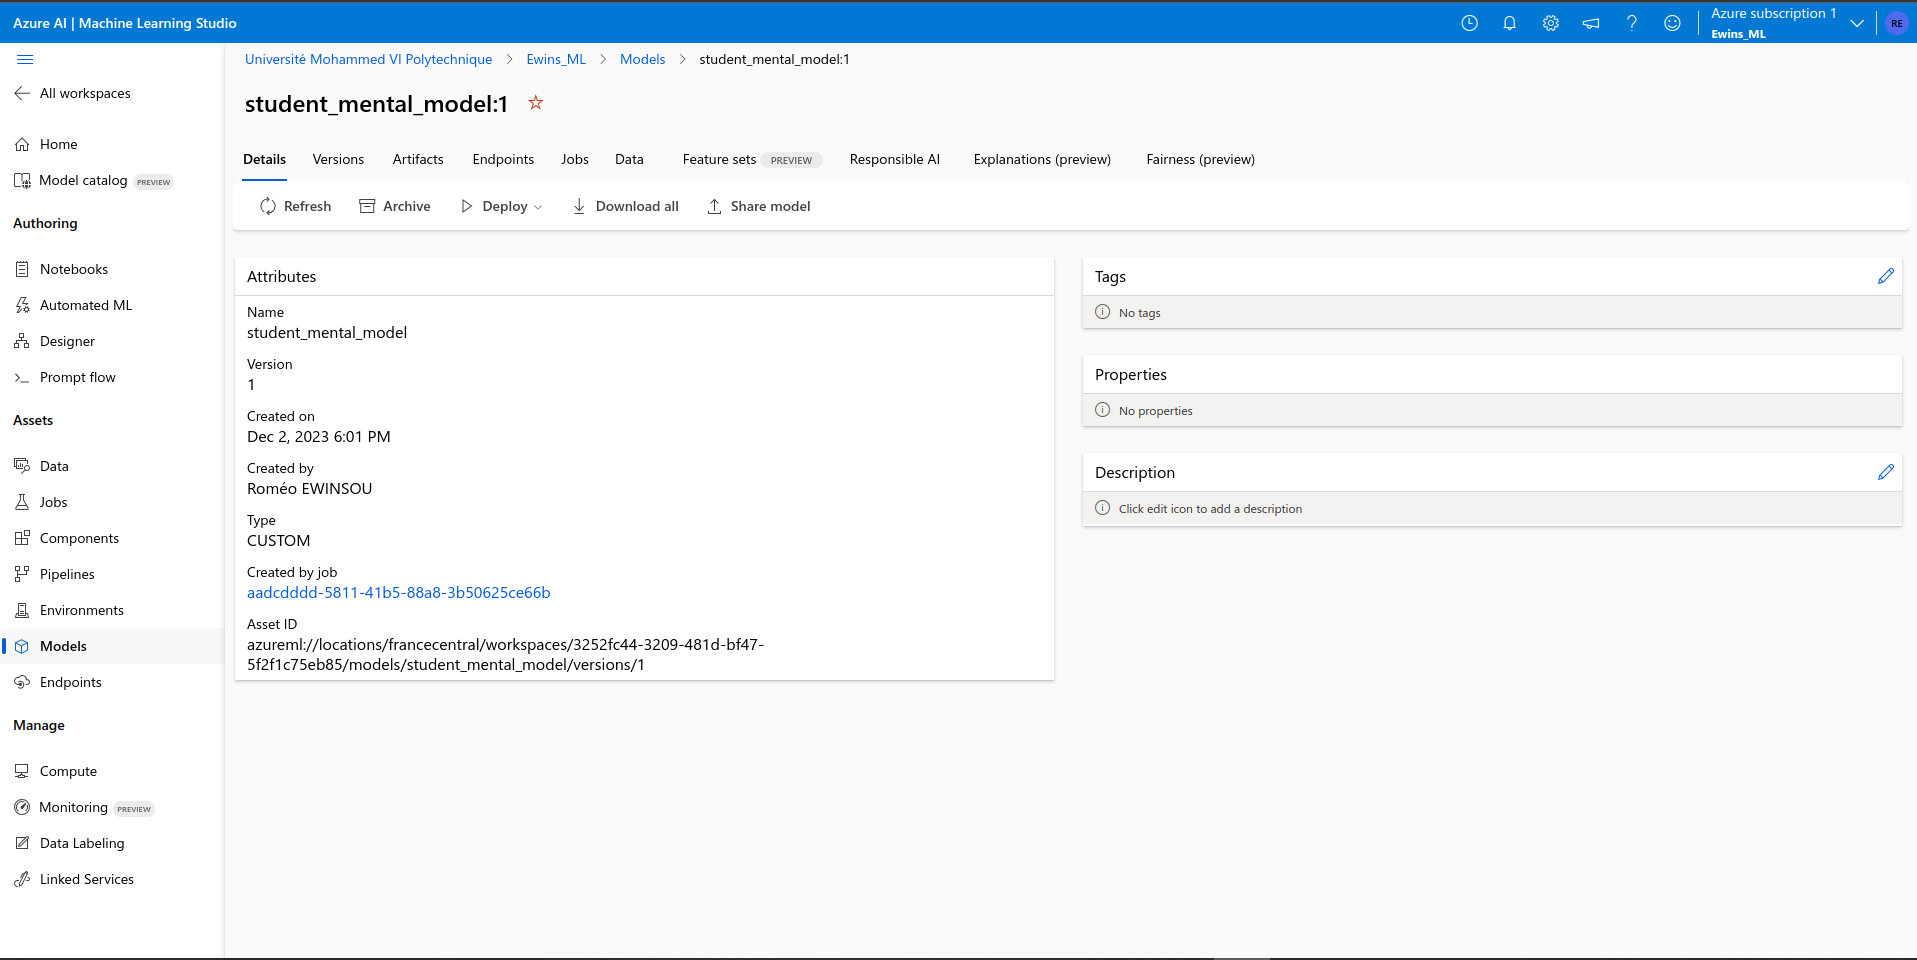 Azure AI | Machine Learning Studio
Azure subscription 1
Ewins_ML
RE
All workspaces
Home
Model catalog PREVIEW
Authoring
Notebooks
Automated ML
Designer
Prompt flow
Assets
Data
Jobs
Components
Pipelines
Environments
Models
Endpoints
Manage
Compute
Monitoring PREVIEW
Data Labeling
Linked Services
Université Mohammed VI Polytechnique > Ewins_ML > Models > student_mental_model:1
student_mental_model:1
Details Versions Artifacts Endpoints Jobs Data Feature sets PREVIEW Responsible AI Explanations (preview) Fairness (preview)
Refresh Archive Deploy Download all Share model
Attributes
Name
student_mental_model
Version
1
Created on
Dec 2, 2023 6:01 PM
Created by
Roméo EWINSOU
Type
CUSTOM
Created by job
aadcdddd-5811-41b5-88a8-3b50625ce66b
Asset ID
azureml://locations/francecentral/workspaces/3252fc44-3209-481d-bf47-
5f2f1c75eb85/models/student_mental_model/versions/1
Tags
No tags
Properties
No properties
Description
Click edit icon to add a description